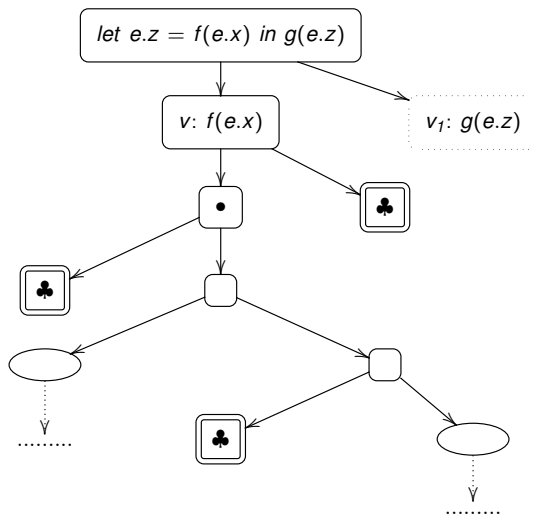 let e.z = f(e.x) in g(e.z)
v: f(e.x)
v₁: g(e.z)
•
♣
♣
♣
.........
.........